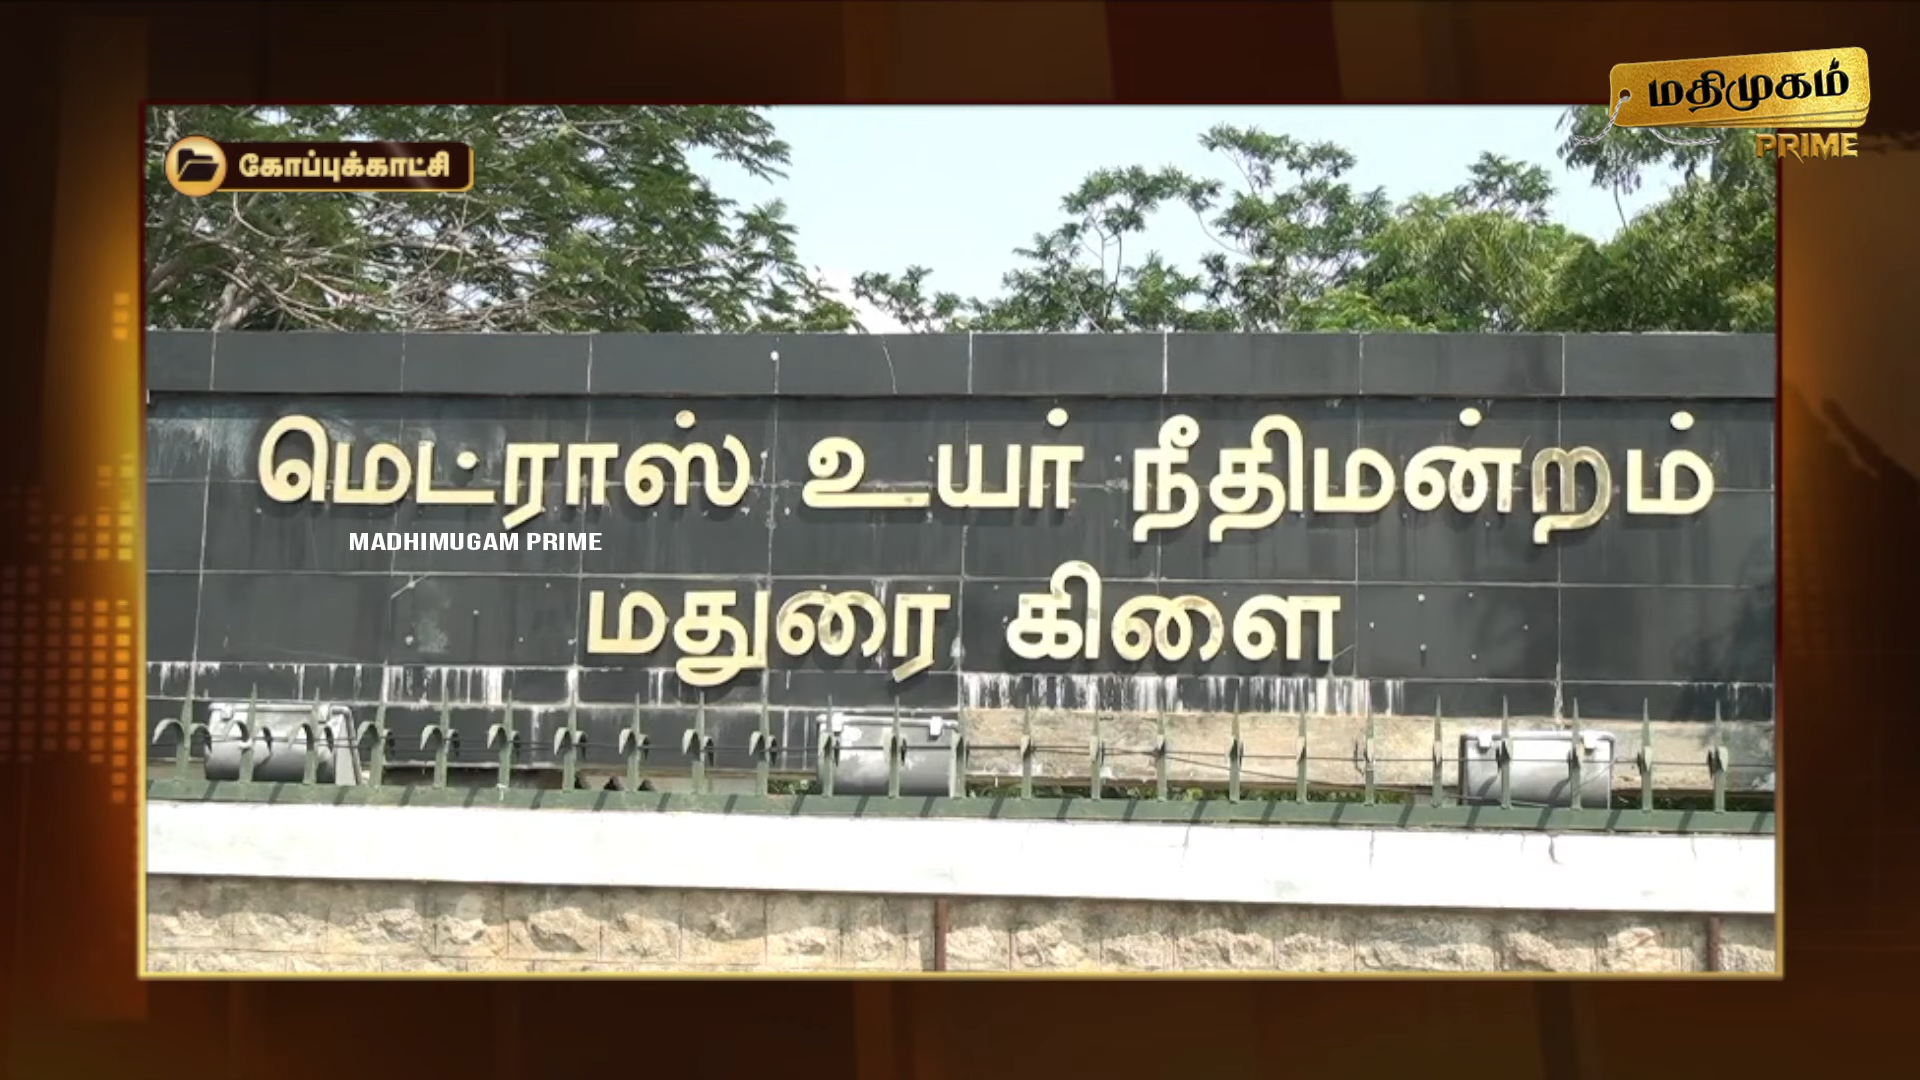 மதிமுகம்
PRIME
கோப்புக்காட்சி
மெட்ராஸ் உயர் நீதிமன்றம்
MADHIMUGAM PRIME
மதுரை கிளை